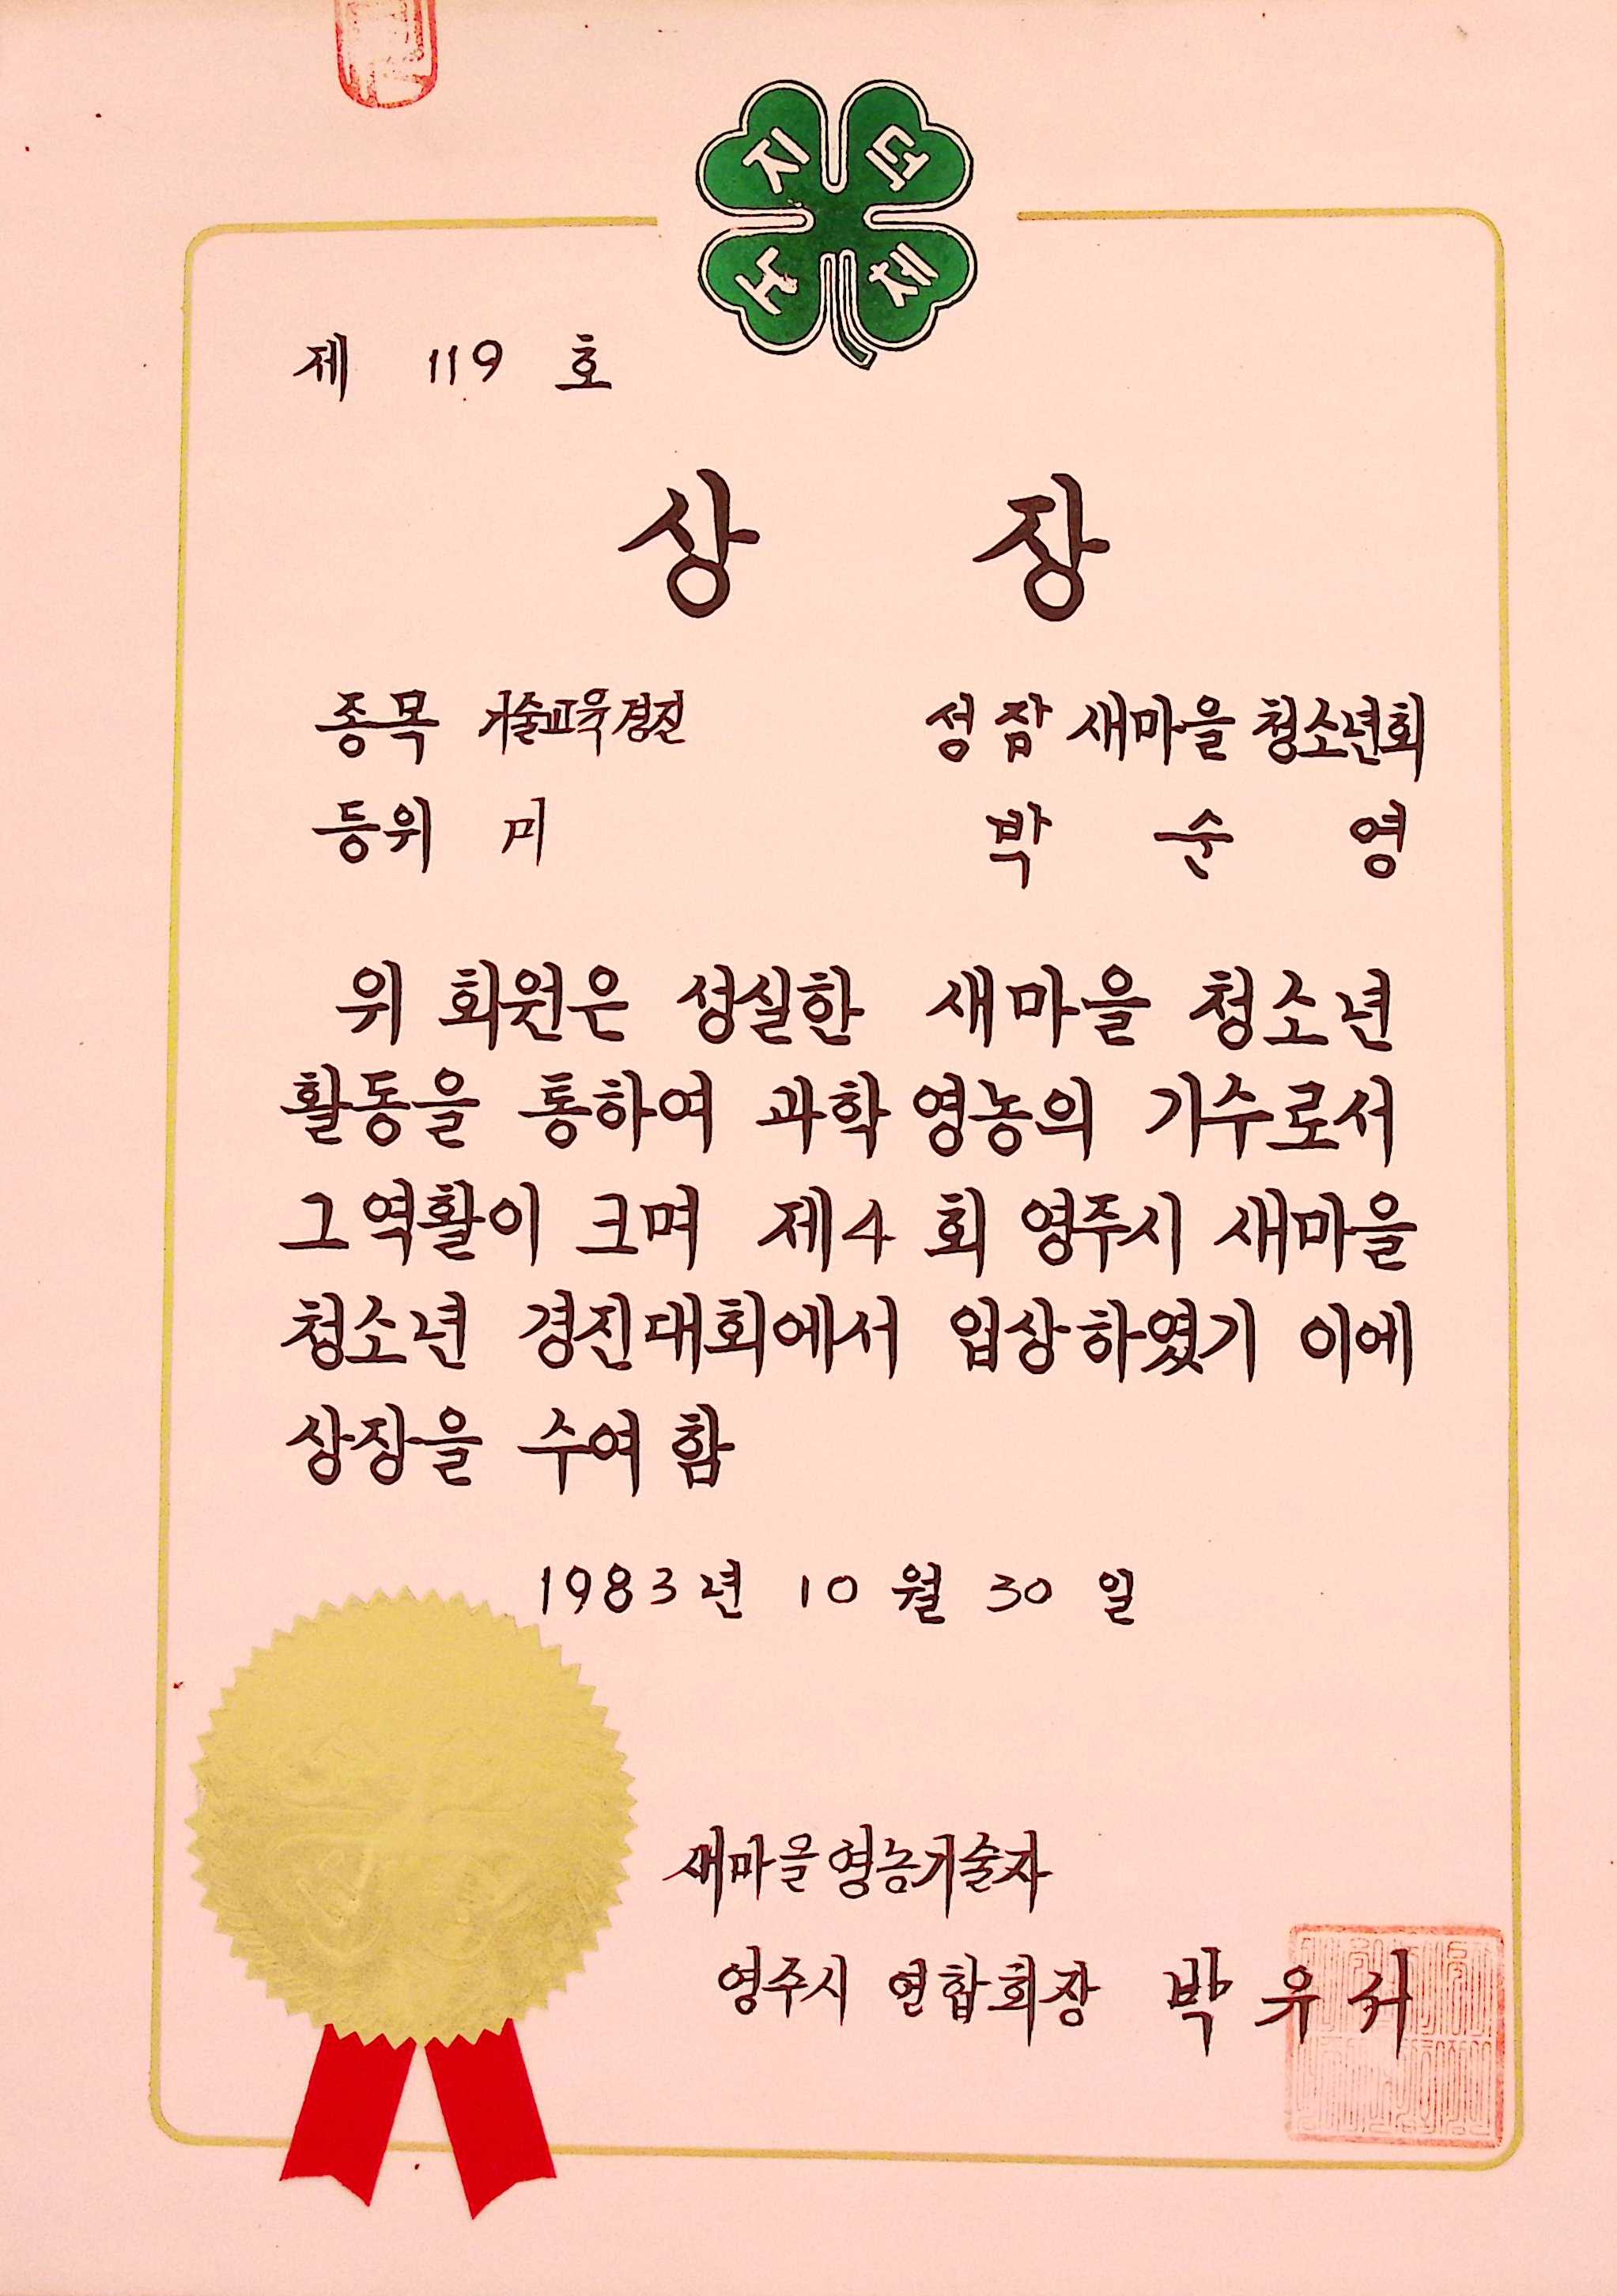 지 덕
노 체
제 119 호
상 장
종목 기술교육경진
성잠 새마을 청소년회
등위 미
박 순 영
위 회원은 성실한 새마을 청소년
활동을 통하여 과학 영농의 기수로서
그 역활이 크며 제4회 영주시 새마을
청소년 경진대회에서 입상하였기 이에
상장을 수여함
1983년 10월 30일
새마을영농기술자
영주시 연합회장 박 우